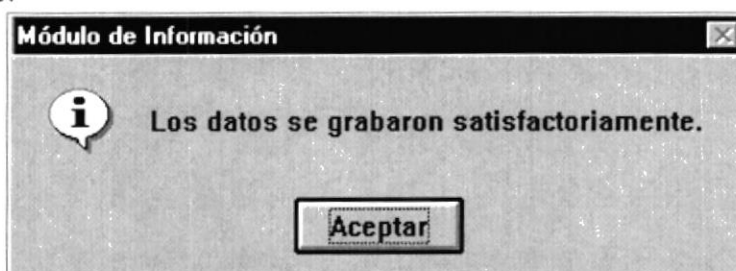 Módulo de Información
Los datos se grabaron satisfactoriamente.
Aceptar